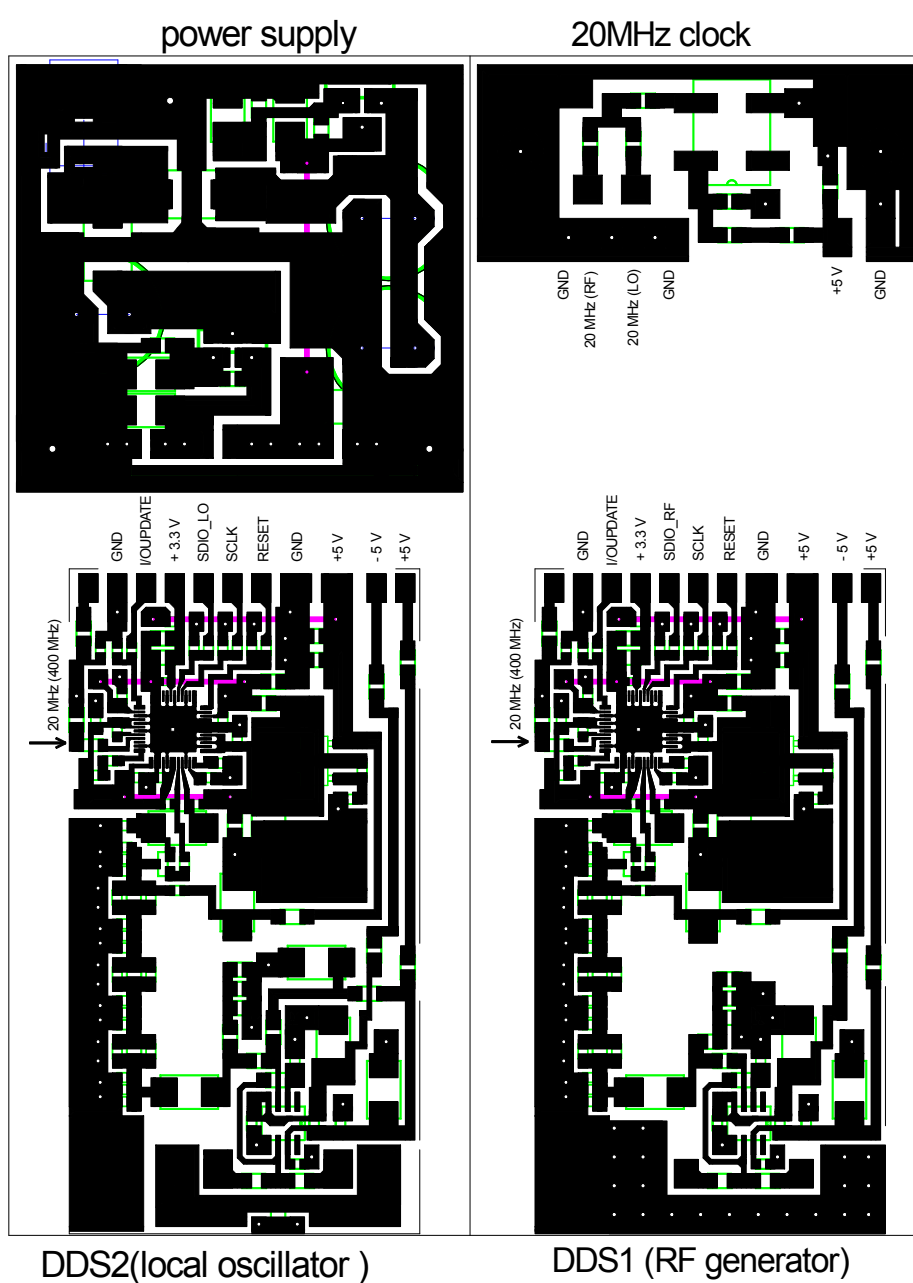 power supply
20MHz clock
GND
20 MHz (RF)
20 MHz (LO)
GND
+5 V
GND
GND
I/OUPDATE
+ 3.3 V
SDIO_LO
SCLK
RESET
GND
+5 V
- 5 V
+5 V
20 MHz (400 MHz)
GND
I/OUPDATE
+ 3.3 V
SDIO_RF
SCLK
RESET
GND
+5 V
- 5 V
+5 V
20 MHz (400 MHz)
DDS2(local oscillator )
DDS1 (RF generator)